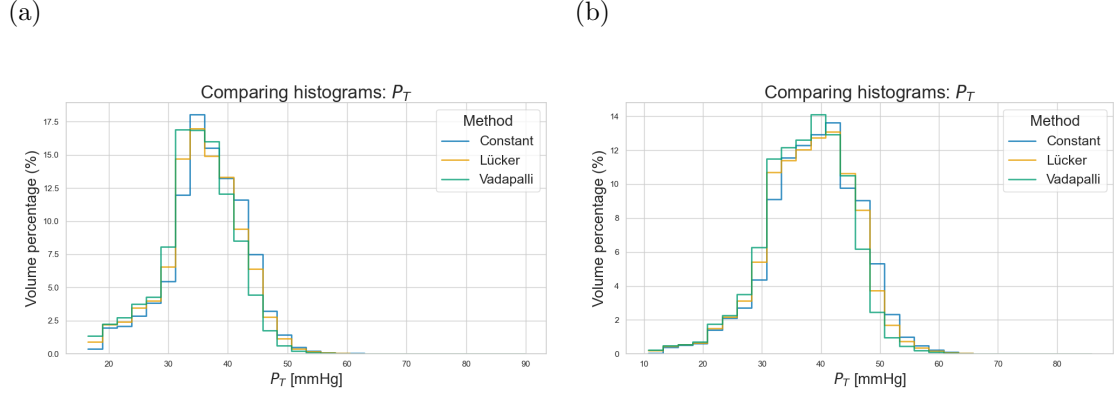 (a)
Comparing histograms: P_T
Volume percentage (%)
17.5
15.0
12.5
10.0
7.5
5.0
2.5
0.0
20 30 40 50 60 70 80 90
P_T [mmHg]
Method
Constant
Lücker
Vadapalli
(b)
Comparing histograms: P_T
Volume percentage (%)
14
12
10
8
6
4
2
0
10 20 30 40 50 60 70 80
P_T [mmHg]
Method
Constant
Lücker
Vadapalli